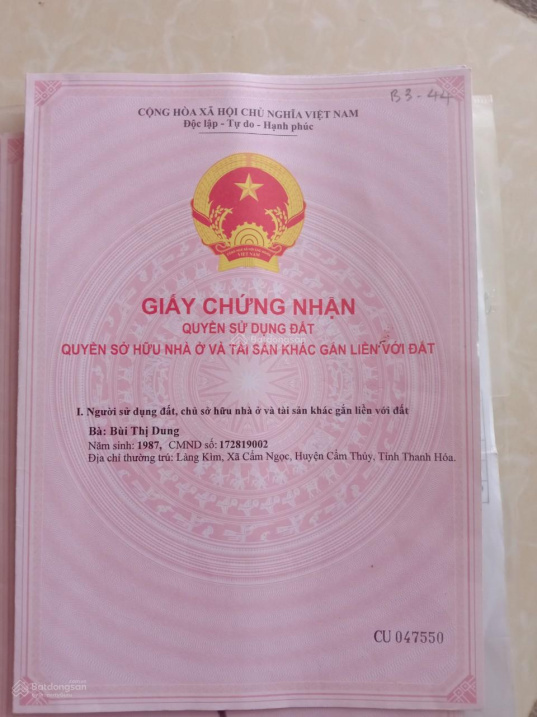 B3-44
CỘNG HÒA XÃ HỘI CHỦ NGHĨA VIỆT NAM
Độc lập - Tự do - Hạnh phúc
VIỆT NAM
GIẤY CHỨNG NHẬN
QUYỀN SỬ DỤNG ĐẤT
QUYỀN SỞ HỮU NHÀ Ở VÀ TÀI SẢN KHÁC GẮN LIỀN VỚI ĐẤT
I. Người sử dụng đất, chủ sở hữu nhà ở và tài sản khác gắn liền với đất
Bà: Bùi Thị Dung
Năm sinh: 1987, CMND số: 172819002
Địa chỉ thường trú: Làng Kim, Xã Cẩm Ngọc, Huyện Cẩm Thủy, Tỉnh Thanh Hóa.
CU 047550
Batdongsan